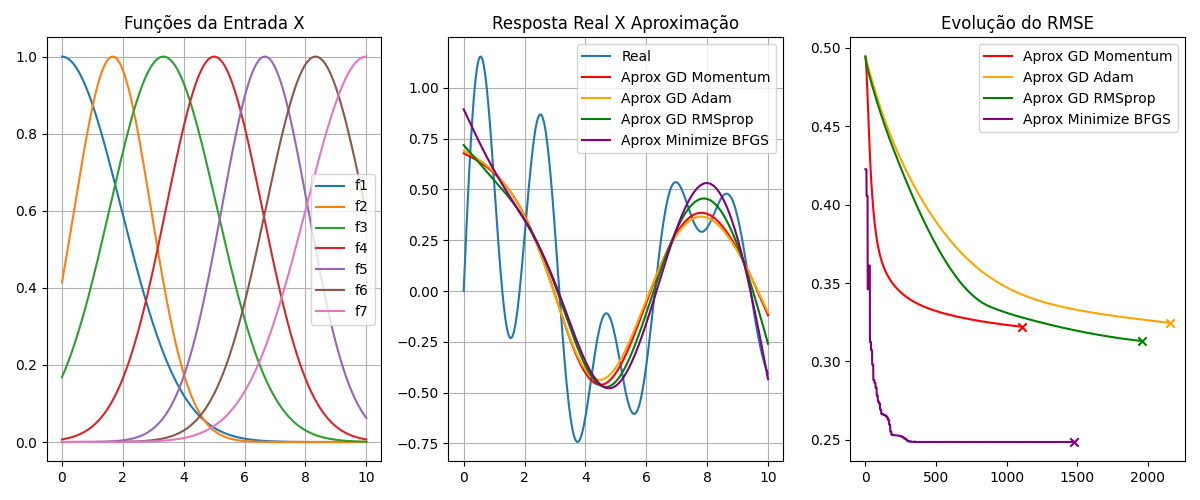 Funções da Entrada X
1.0
0.8
0.6
0.4
0.2
0.0
0
2
4
6
8
10
f1
f2
f3
f4
f5
f6
f7
Resposta Real X Aproximação
1.00
0.75
0.50
0.25
0.00
−0.25
−0.50
−0.75
0
2
4
6
8
10
Real
Aprox GD Momentum
Aprox GD Adam
Aprox GD RMSprop
Aprox Minimize BFGS
Evolução do RMSE
0.50
0.45
0.40
0.35
0.30
0.25
0
500
1000
1500
2000
Aprox GD Momentum
Aprox GD Adam
Aprox GD RMSprop
Aprox Minimize BFGS